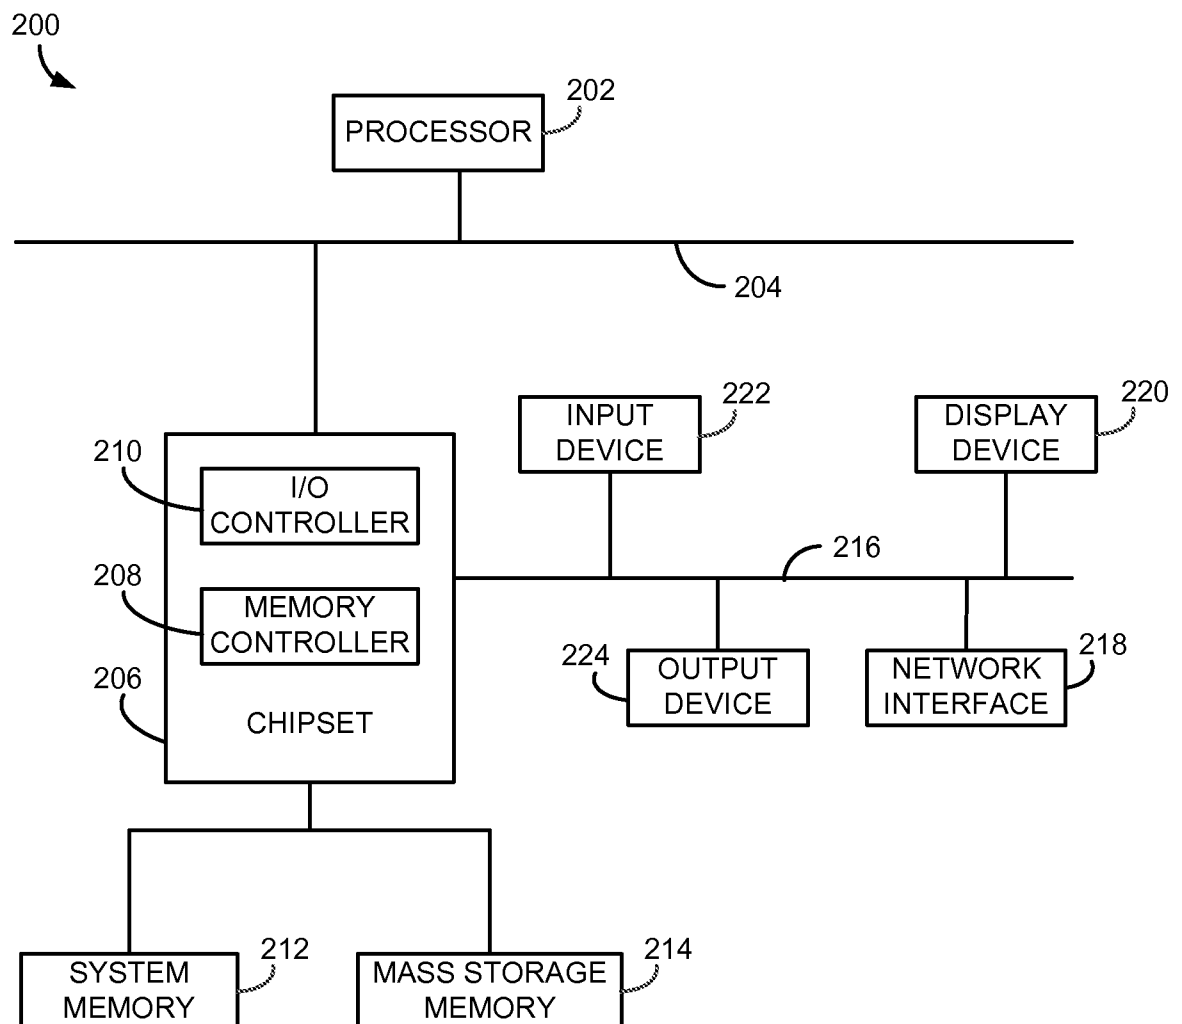 200
202
PROCESSOR
204
222
INPUT
DEVICE
220
DISPLAY
DEVICE
210
I/O
CONTROLLER
216
208
MEMORY
CONTROLLER
206
CHIPSET
224
OUTPUT
DEVICE
218
NETWORK
INTERFACE
212
SYSTEM
MEMORY
214
MASS STORAGE
MEMORY